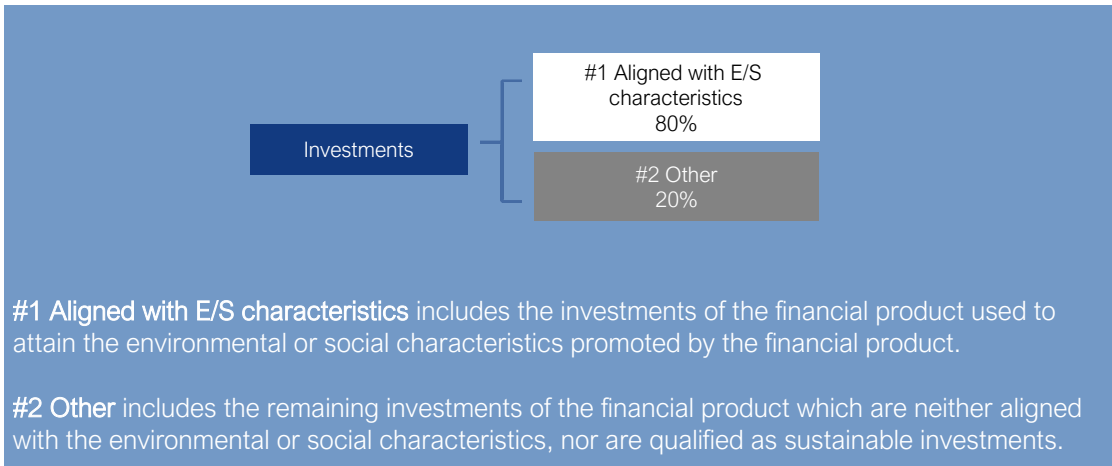 #1 Aligned with E/S
characteristics
80%
Investments
#2 Other
20%
#1 Aligned with E/S characteristics includes the investments of the financial product used to
attain the environmental or social characteristics promoted by the financial product.
#2 Other includes the remaining investments of the financial product which are neither aligned
with the environmental or social characteristics, nor are qualified as sustainable investments.